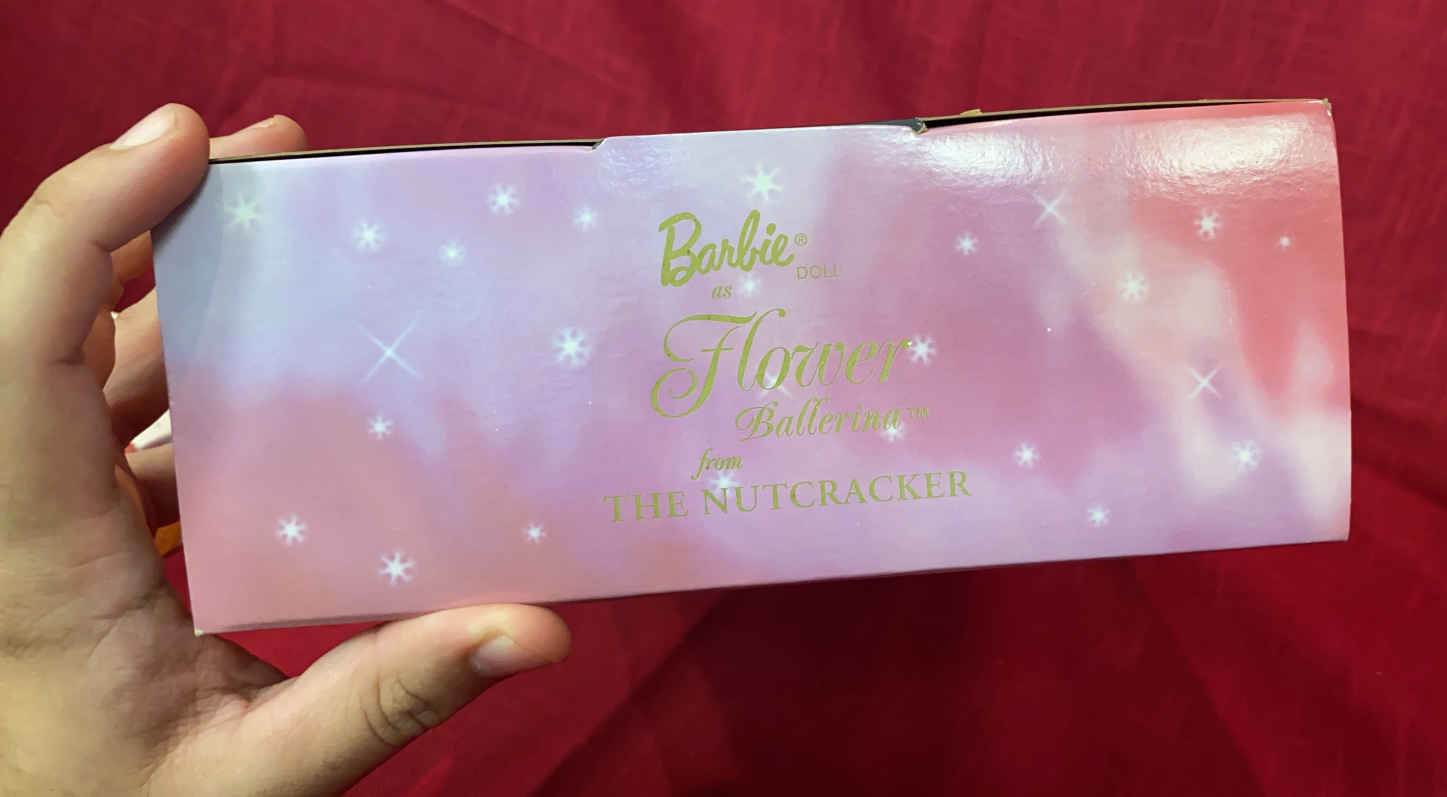 Barbie® DOLL
as
Flower
Ballerina™
from
THE NUTCRACKER